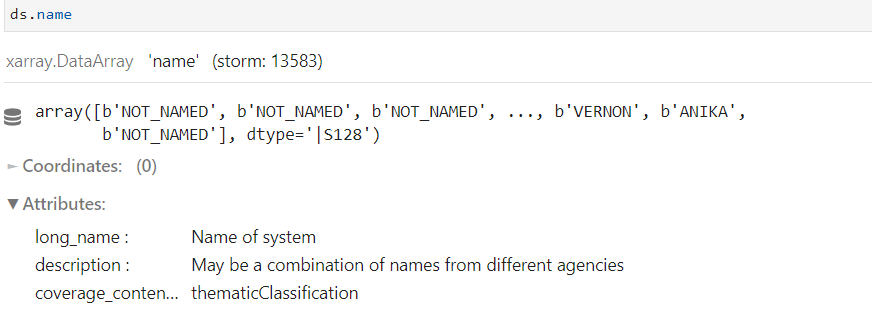 ds.name
xarray.DataArray 'name' (storm: 13583)
array([b'NOT_NAMED', b'NOT_NAMED', b'NOT_NAMED', ..., b'VERNON', b'ANIKA',
b'NOT_NAMED'], dtype='|S128')
► Coordinates: (0)
▼ Attributes:
long_name : Name of system
description : May be a combination of names from different agencies
coverage_conten... thematicClassification